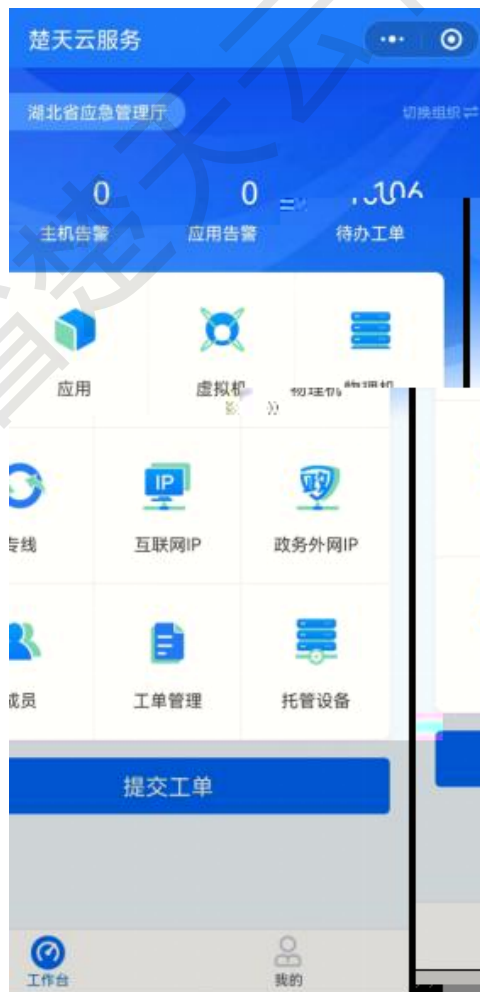 楚天云服务
湖北省应急管理厅 切换组织
0 0
主机告警 应用告警 待办工单
应用 虚拟机 物理机
专线 互联网IP 政务外网IP
成员 工单管理 托管设备
提交工单
工作台 我的